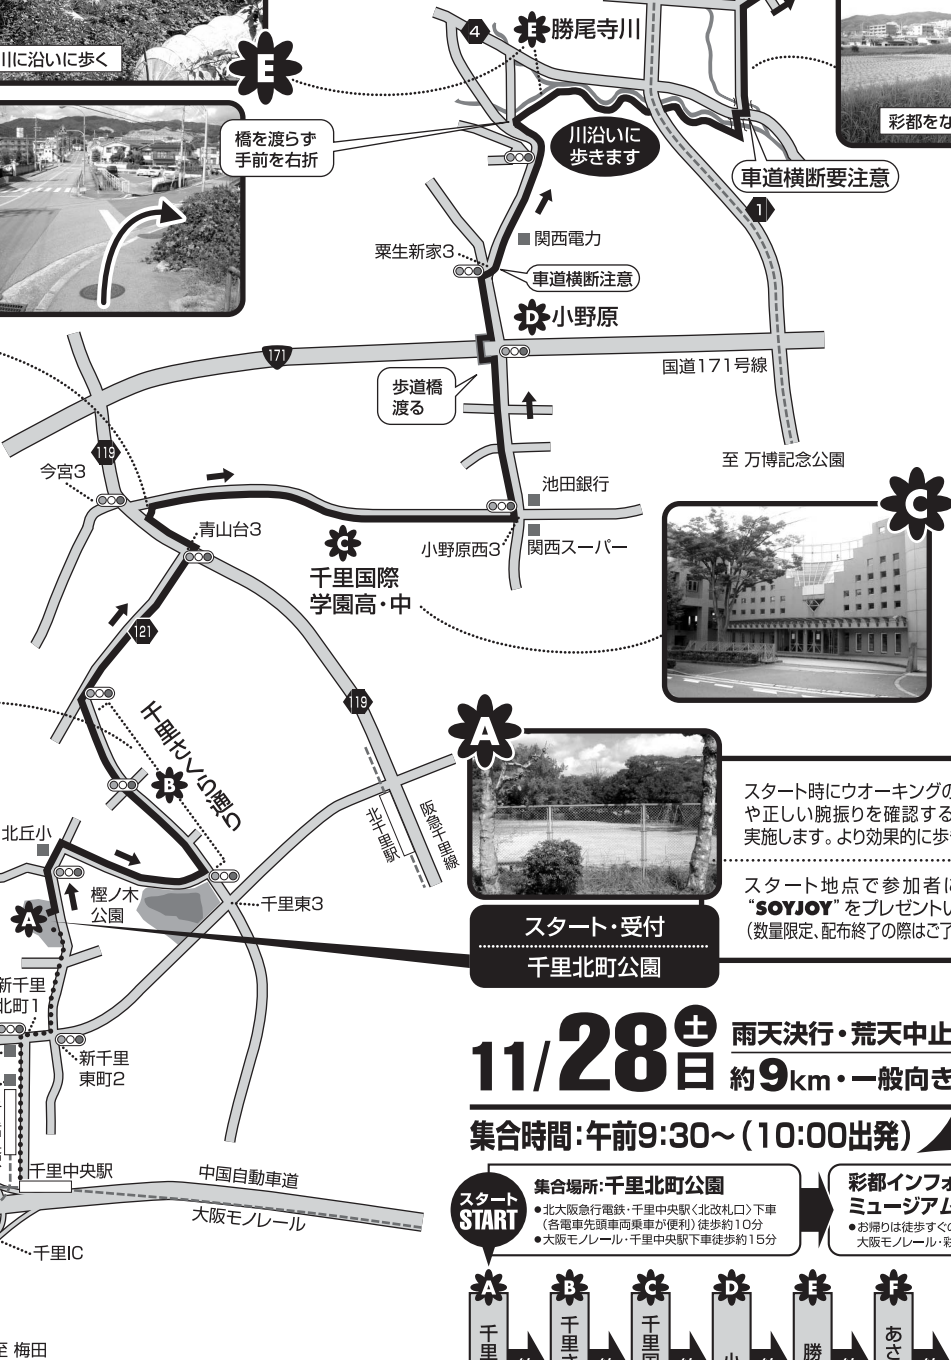 川に沿いに歩く
E
4
E 勝尾寺川
彩都をな
橋を渡らず
手前を右折
川沿いに
歩きます
車道横断要注意
1
関西電力
粟生新家3
車道横断注意
D 小野原
171
国道171号線
歩道橋
渡る
119
今宮3
至 万博記念公園
池田銀行
青山台3
C
小野原西3
関西スーパー
千里国際
学園高・中
C
121
119
A
千里さくら通り
B
北千里駅
阪急千里線
スタート時にウオーキングの
や正しい腕振りを確認する
実施します。より効果的に歩
スタート地点で参加者に
“SOYJOY”をプレゼントい
(数量限定、配布終了の際はご了
北丘小
樫ノ木
公園
千里東3
A
スタート・受付
千里北町公園
新千里
北町1
新千里
東町2
11/28土日
雨天決行・荒天中止
約9km・一般向き
集合時間:午前9:30〜(10:00出発)
千里中央駅
中国自動車道
大阪モノレール
千里IC
至 梅田
スタート
START
集合場所:千里北町公園
●北大阪急行電鉄・千里中央駅〈北改札口〉下車
(各電車先頭車両乗車が便利)徒歩約10分
●大阪モノレール・千里中央駅下車徒歩約15分
彩都インフォ
ミュージアム
●お帰りは徒歩すぐの
大阪モノレール・彩
A
B
C
D
E
F
千里
千里さ
千里国
小
勝
あさ